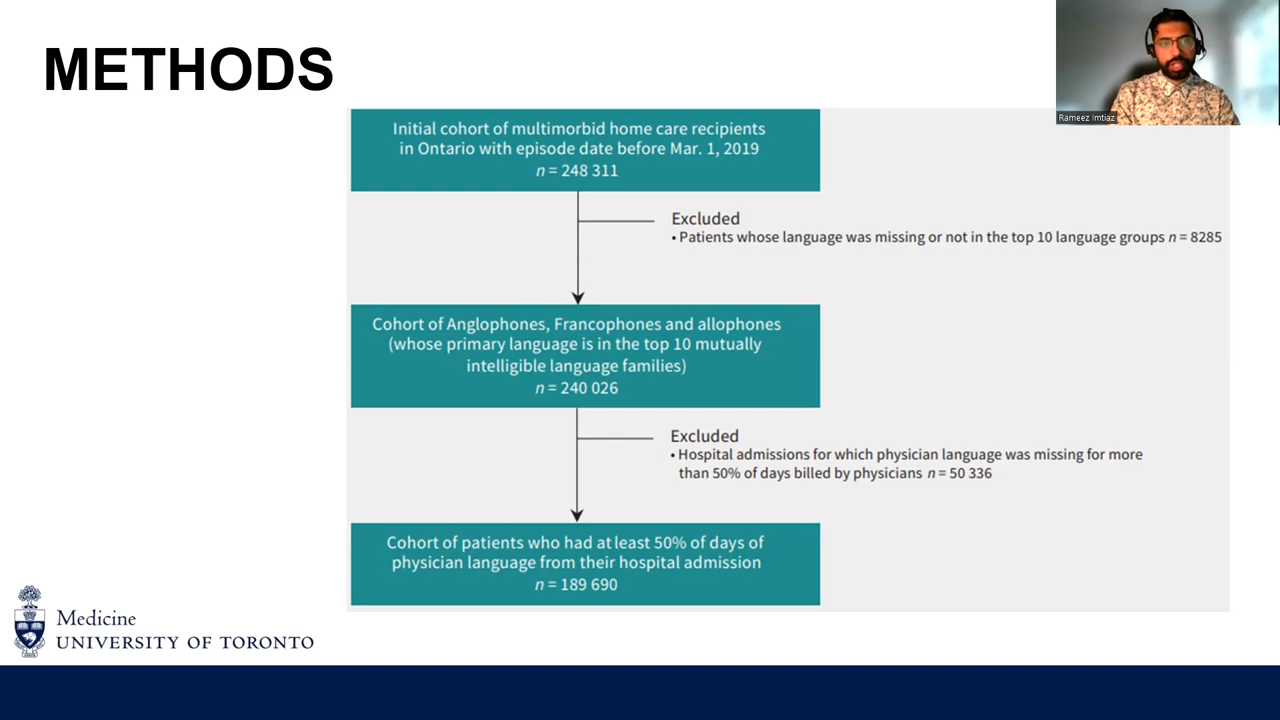 METHODS
Rameez Imtiaz
Initial cohort of multimorbid home care recipients
in Ontario with episode date before Mar. 1, 2019
n = 248 311
Excluded
• Patients whose language was missing or not in the top 10 language groups n = 8285
Cohort of Anglophones, Francophones and allophones
(whose primary language is in the top 10 mutually
intelligible language families)
n = 240 026
Excluded
• Hospital admissions for which physician language was missing for more
than 50% of days billed by physicians n = 50 336
Cohort of patients who had at least 50% of days of
physician language from their hospital admission
n = 189 690
Medicine
UNIVERSITY OF TORONTO